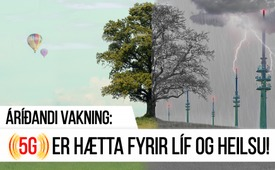 ÁRÍÐANDI VAKNING:
5G ER HÆTTA FYRIR LÍF OG HEILSU!